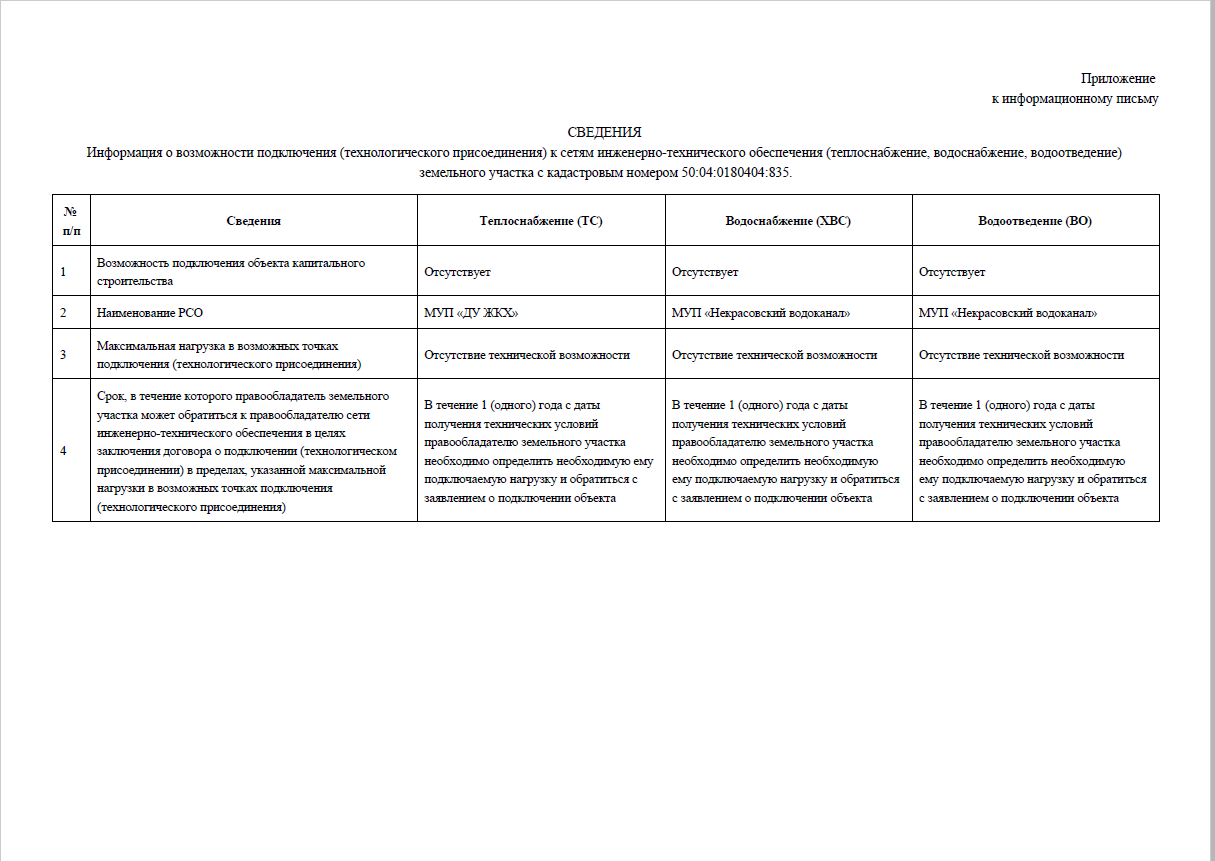 Приложение
к информационному письму
СВЕДЕНИЯ
Информация о возможности подключения (технологического присоединения) к сетям инженерно-технического обеспечения (теплоснабжение, водоснабжение, водоотведение)
земельного участка с кадастровым номером 50:04:0180404:835.
№
п/п
Сведения
Теплоснабжение (ТС)
Водоснабжение (ХВС)
Водоотведение (ВО)
1
Возможность подключения объекта капитального
строительства
Отсутствует
Отсутствует
Отсутствует
2
Наименование РСО
МУП «ДУ ЖКХ»
МУП «Некрасовский водоканал»
МУП «Некрасовский водоканал»
3
Максимальная нагрузка в возможных точках
подключения (технологического присоединения)
Отсутствие технической возможности
Отсутствие технической возможности
Отсутствие технической возможности
4
Срок, в течение которого правообладатель земельного
участка может обратиться к правообладателю сети
инженерно-технического обеспечения в целях
заключения договора о подключении (технологическом
присоединении) в пределах, указанной максимальной
нагрузки в возможных точках подключения
(технологического присоединения)
В течение 1 (одного) года с даты
получения технических условий
правообладателю земельного участка
необходимо определить необходимую ему
подключаемую нагрузку и обратиться с
заявлением о подключении объекта
В течение 1 (одного) года с даты
получения технических условий
правообладателю земельного участка
необходимо определить необходимую
ему подключаемую нагрузку и обратиться
с заявлением о подключении объекта
В течение 1 (одного) года с даты
получения технических условий
правообладателю земельного участка
необходимо определить необходимую
ему подключаемую нагрузку и обратиться
с заявлением о подключении объекта